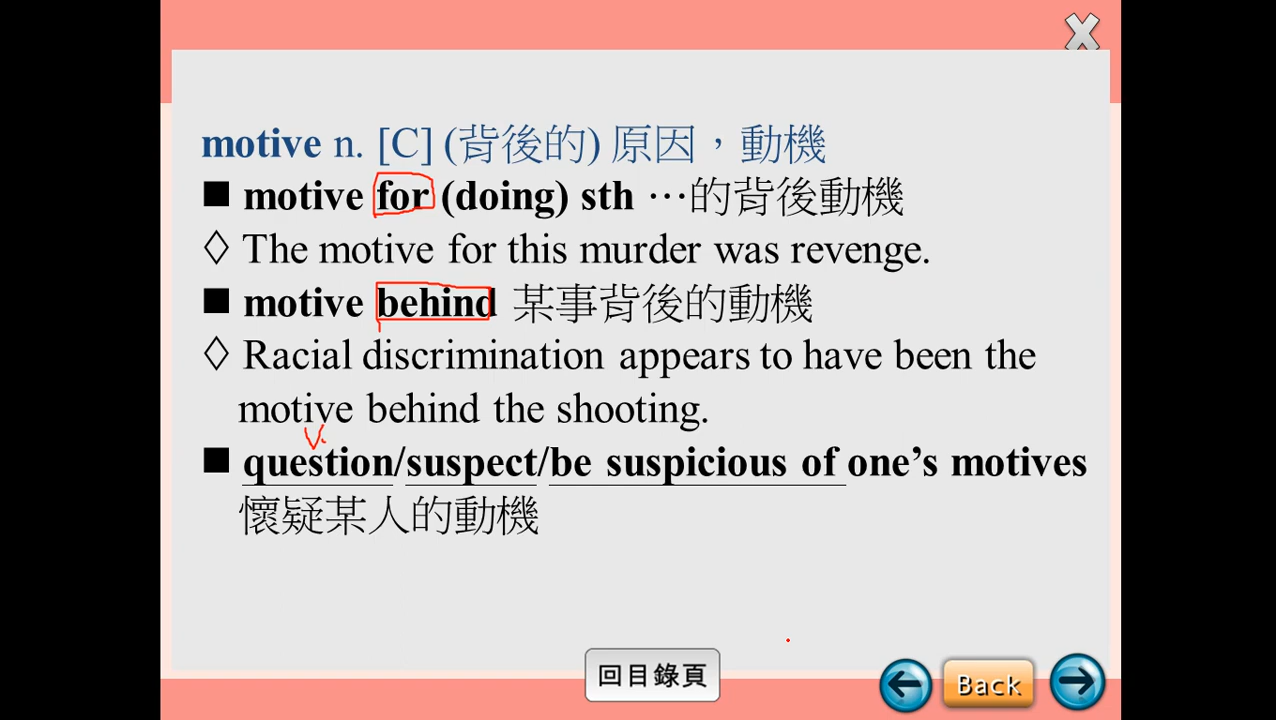 motive n. [C] (背後的) 原因，動機
■ motive for (doing) sth …的背後動機
◊ The motive for this murder was revenge.
■ motive behind 某事背後的動機
◊ Racial discrimination appears to have been the
motive behind the shooting.
V.
■ question/suspect/be suspicious of one's motives
懷疑某人的動機
回目錄頁
Back